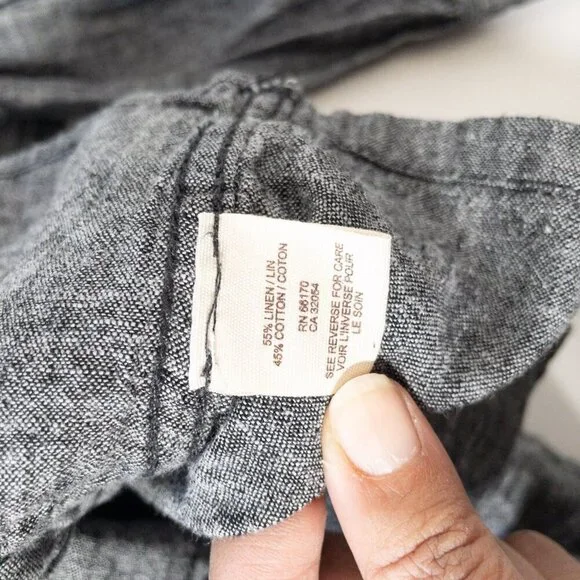 55% LINEN / LIN
45% COTTON / COTON
RN 66170
CA 32054
SEE REVERSE FOR CARE
VOIR L'INVERSE POUR
LE SOIN